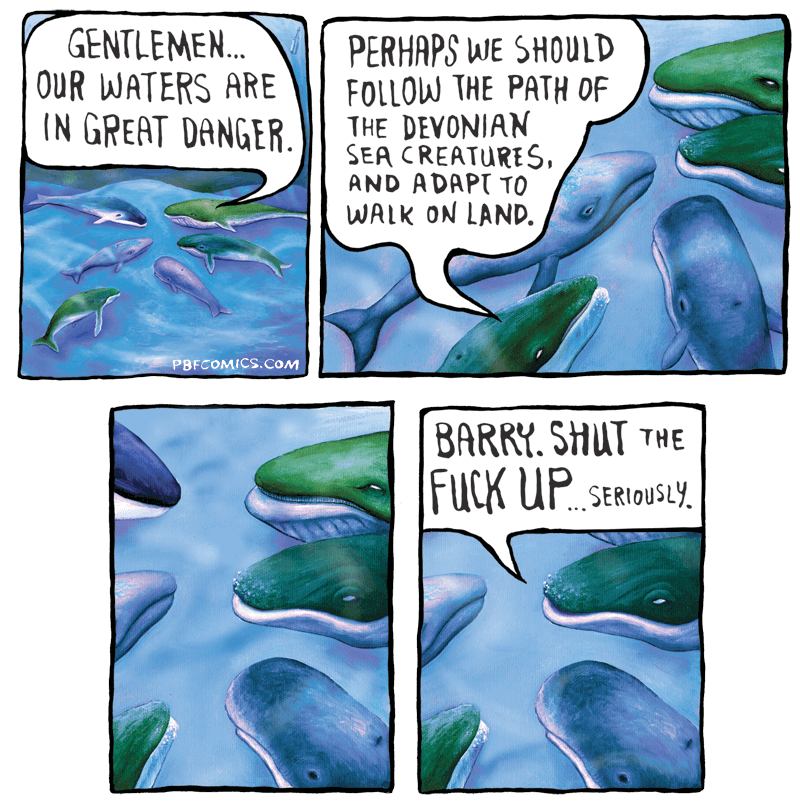 GENTLEMEN...
OUR WATERS ARE
IN GREAT DANGER.
PBFCOMICS.COM
PERHAPS WE SHOULD
FOLLOW THE PATH OF
THE DEVONIAN
SEA CREATURES,
AND ADAPT TO
WALK ON LAND.
BARRY. SHUT THE
FUCK UP... SERIOUSLY.